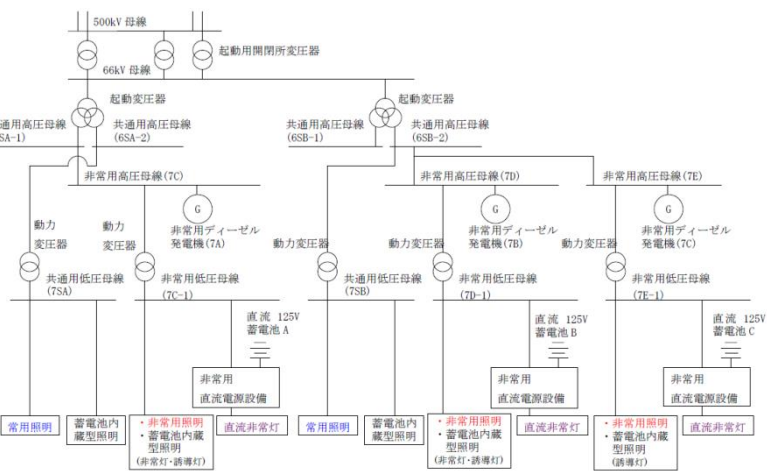 500kV 母線
起動用開閉所変圧器
66kV 母線
起動変圧器
起動変圧器
通用高圧母線
SA-1)
共通用高圧母線
(6SA-2)
共通用高圧母線
(6SB-1)
共通用高圧母線
(6SB-2)
非常用高圧母線(7C)
非常用高圧母線(7D)
非常用高圧母線(7E)
G
G
G
非常用ディーゼル
発電機(7A)
非常用ディーゼル
発電機(7B)
非常用ディーゼル
発電機(7C)
動力
変圧器
動力
変圧器
動力変圧器
動力変圧器
動力変圧器
共通用低圧母線
(7SA)
非常用低圧母線
(7C-1)
共通用低圧母線
(7SB)
非常用低圧母線
(7D-1)
非常用低圧母線
(7E-1)
直流 125V
蓄電池 A
直流 125V
蓄電池 B
直流 125V
蓄電池 C
非常用
直流電源設備
非常用
直流電源設備
非常用
直流電源設備
常用照明
蓄電池内
蔵型照明
・非常用照明
・蓄電池内蔵
型照明
(非常灯・誘導灯)
直流非常灯
常用照明
蓄電池内
蔵型照明
・非常用照明
・蓄電池内蔵
型照明
(非常灯・誘導灯)
直流非常灯
・非常用照明
・蓄電池内蔵
型照明
(誘導灯)
直流非常灯